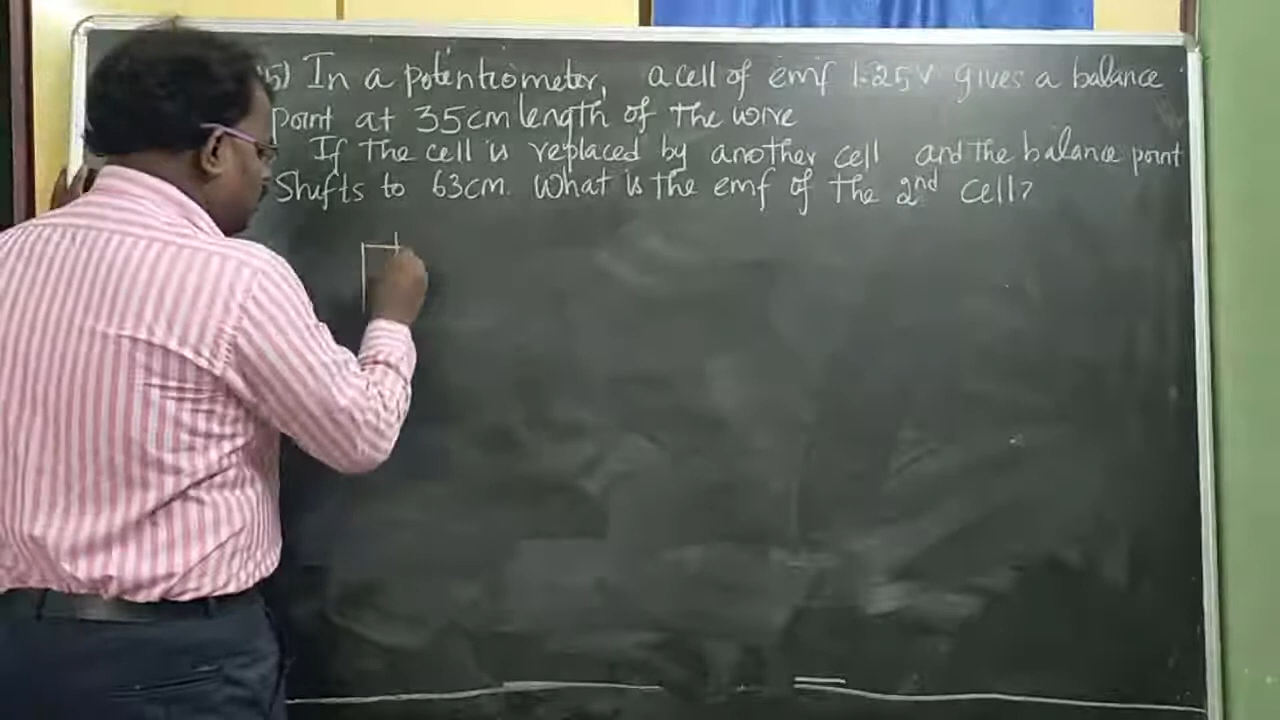 5) In a potentiometer, a cell of emf 1.25V gives a balance
point at 35cm length of the wire
If the cell is replaced by another cell and the balance point
Shifts to 63cm. What is the emf of the 2nd cell?